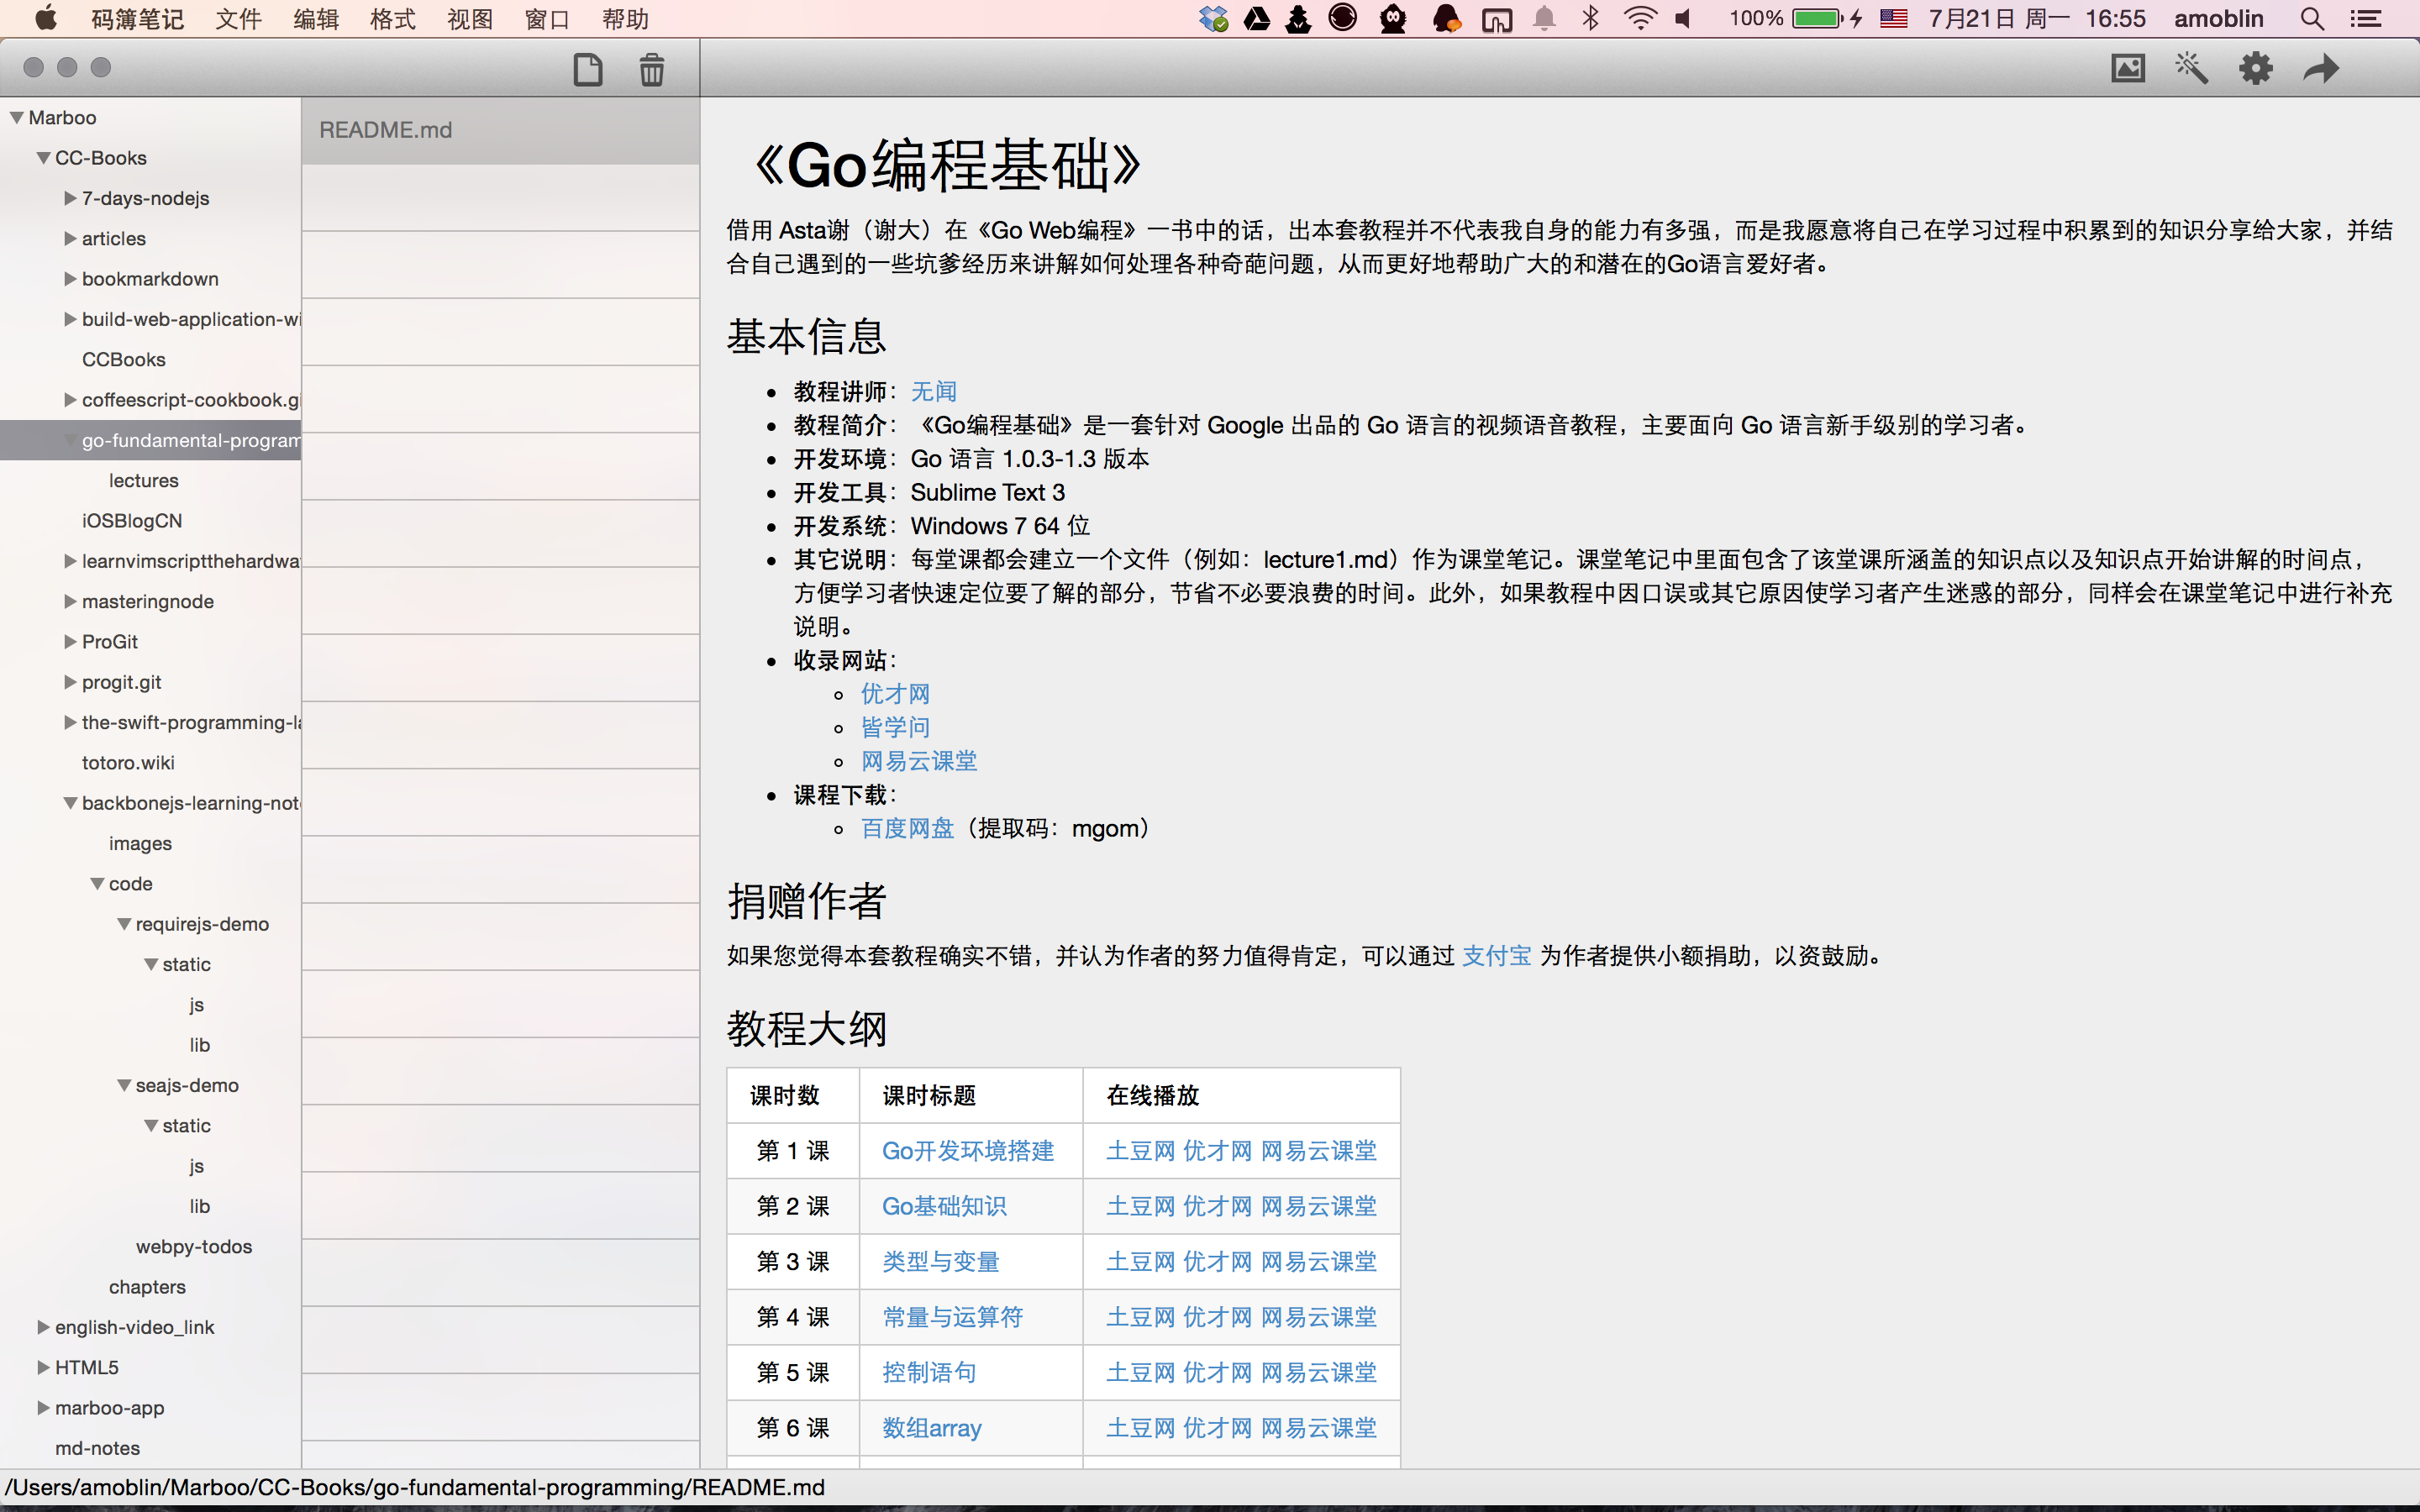 码簿笔记 文件 编辑 格式 视图 窗口 帮助 100% 7月21日 周一 16:55 amoblin
Marboo
CC-Books
7-days-nodejs
articles
bookmarkdown
build-web-application-wi
CCBooks
coffeescript-cookbook.gi
go-fundamental-program
lectures
iOSBlogCN
learnvimscriptthehardwa
masteringnode
ProGit
progit.git
the-swift-programming-la
totoro.wiki
backbonejs-learning-not
images
code
requirejs-demo
static
js
lib
seajs-demo
static
js
lib
webpy-todos
chapters
english-video_link
HTML5
marboo-app
md-notes
README.md
《Go编程基础》
借用 Asta谢（谢大）在《Go Web编程》一书中的话，出本套教程并不代表我自身的能力有多强，而是我愿意将自己在学习过程中积累到的知识分享给大家，并结
合自己遇到的一些坑爹经历来讲解如何处理各种奇葩问题，从而更好地帮助广大的和潜在的Go语言爱好者。
基本信息
教程讲师：无闻
教程简介：《Go编程基础》是一套针对 Google 出品的 Go 语言的视频语音教程，主要面向 Go 语言新手级别的学习者。
开发环境：Go 语言 1.0.3-1.3 版本
开发工具：Sublime Text 3
开发系统：Windows 7 64 位
其它说明：每堂课都会建立一个文件（例如：lecture1.md）作为课堂笔记。课堂笔记中里面包含了该堂课所涵盖的知识点以及知识点开始讲解的时间点，
方便学习者快速定位要了解的部分，节省不必要浪费的时间。此外，如果教程中因口误或其它原因使学习者产生迷惑的部分，同样会在课堂笔记中进行补充
说明。
收录网站：
优才网
皆学问
网易云课堂
课程下载：
百度网盘（提取码：mgom）
捐赠作者
如果您觉得本套教程确实不错，并认为作者的努力值得肯定，可以通过 支付宝 为作者提供小额捐助，以资鼓励。
教程大纲
课时数 课时标题 在线播放
第 1 课 Go开发环境搭建 土豆网 优才网 网易云课堂
第 2 课 Go基础知识 土豆网 优才网 网易云课堂
第 3 课 类型与变量 土豆网 优才网 网易云课堂
第 4 课 常量与运算符 土豆网 优才网 网易云课堂
第 5 课 控制语句 土豆网 优才网 网易云课堂
第 6 课 数组array 土豆网 优才网 网易云课堂
/Users/amoblin/Marboo/CC-Books/go-fundamental-programming/README.md